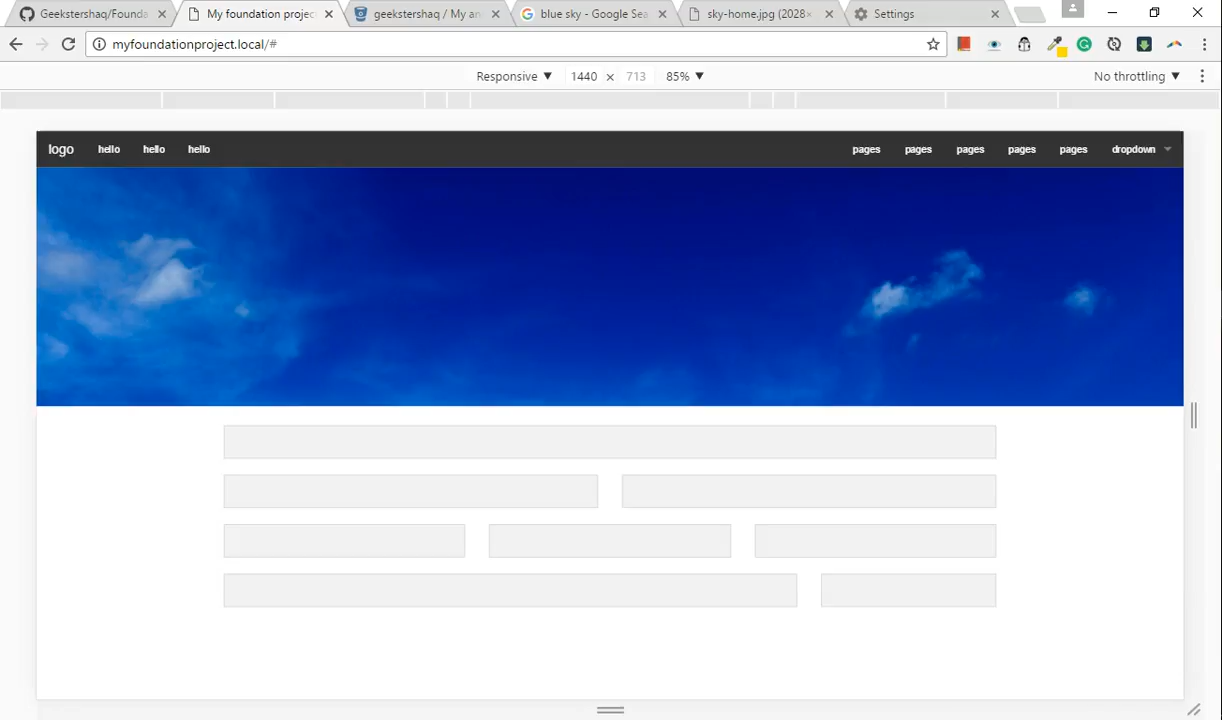 Geekstershaq/Founda
My foundation projec
geekstershaq / My an
blue sky - Google Sea
sky-home.jpg (2028×
Settings
myfoundationproject.local/#
Responsive ▼ 1440 × 713 85% ▼ No throttling ▼
logo hello hello hello pages pages pages pages pages dropdown